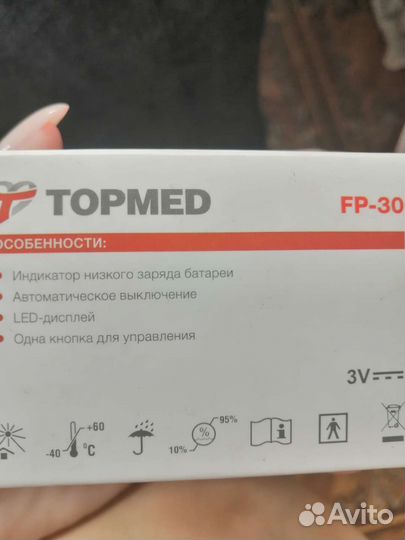 TOPMED
FP-30
ОСОБЕННОСТИ:
Индикатор низкого заряда батареи
Автоматическое выключение
LED-дисплей
Одна кнопка для управления
3V
-40 +60 °C
10% % 95%
i
Avito